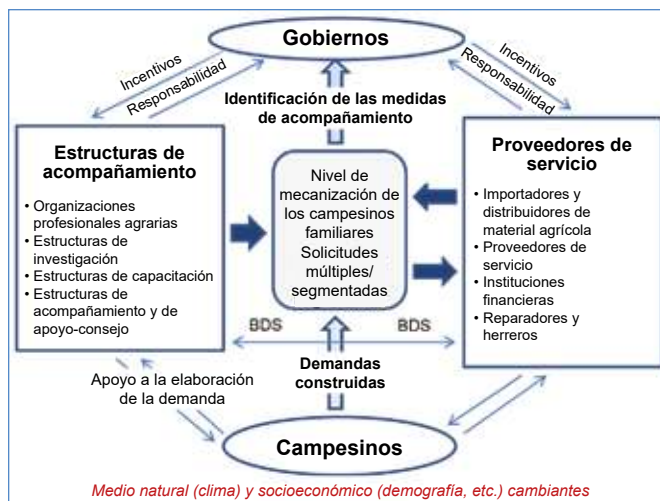 Gobiernos
Incentivos
Responsabilidad
Incentivos
Responsabilidad
Identificación de las medidas
de acompañamiento
Estructuras de
acompañamiento
• Organizaciones
profesionales agrarias
• Estructuras de
investigación
• Estructuras de capacitación
• Estructuras de
acompañamiento y de
apoyo-consejo
Nivel de
mecanización de
los campesinos
familiares
Solicitudes
múltiples/
segmentadas
Proveedores
de servicio
• Importadores y
distribuidores de
material agrícola
• Proveedores de
servicio
• Instituciones
financieras
• Reparadores y
herreros
BDS
BDS
Apoyo a la elaboración
de la demanda
Demandas
construidas
Campesinos
Medio natural (clima) y socioeconómico (demografía, etc.) cambiantes